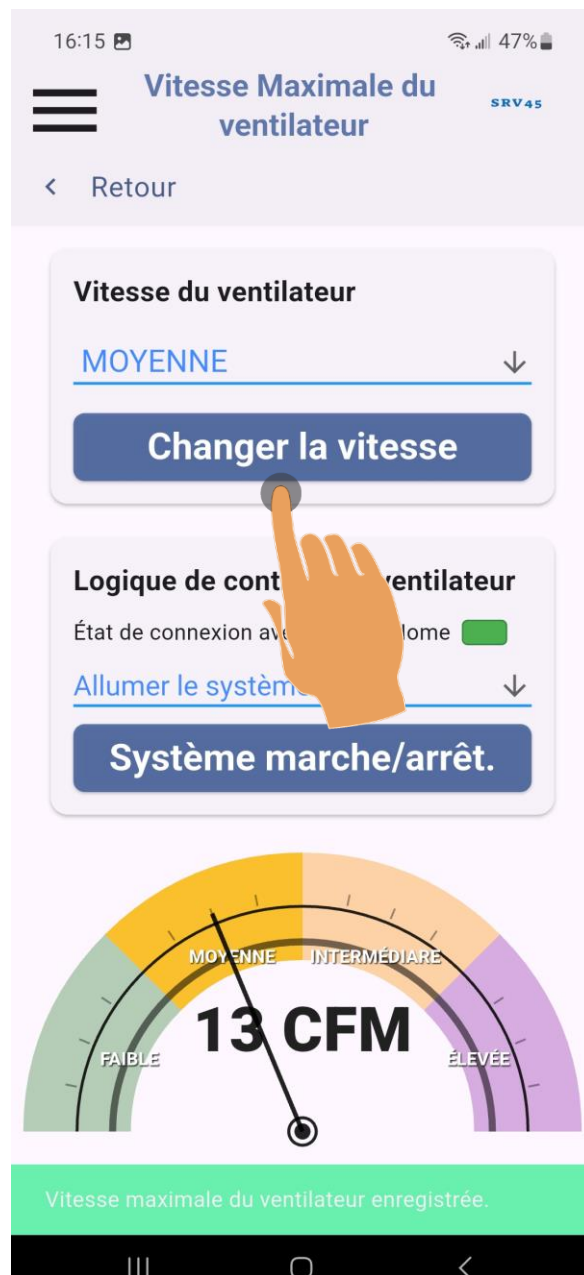 16:15 47%
Vitesse Maximale du
ventilateur
SRV45
< Retour
Vitesse du ventilateur
MOYENNE
Changer la vitesse
Logique de cont ventilateur
État de connexion av ome
Allumer le système
Système marche/arrêt.
MOYENNE INTERMÉDIARE
13 CFM
FAIBLE ÉLEVÉE
Vitesse maximale du ventilateur enregistrée.